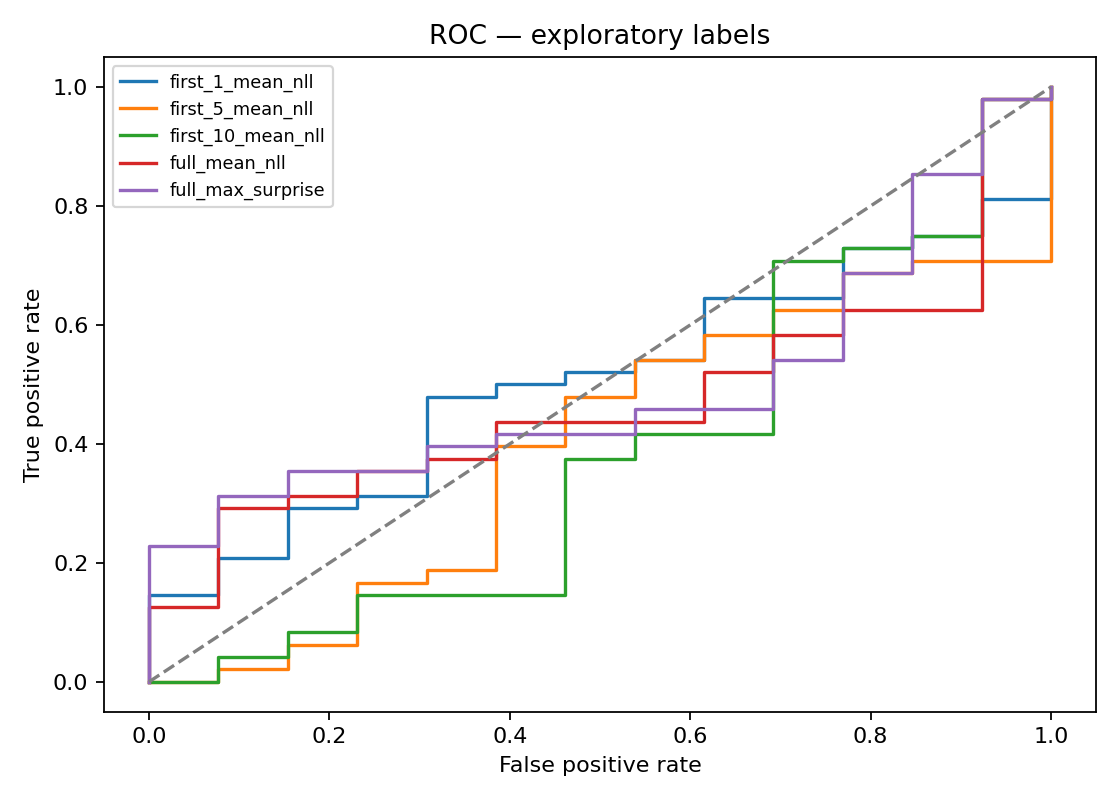 ROC — exploratory labels
first_1_mean_nll
first_5_mean_nll
first_10_mean_nll
full_mean_nll
full_max_surprise
True positive rate
1.0
0.8
0.6
0.4
0.2
0.0
0.0 0.2 0.4 0.6 0.8 1.0
False positive rate